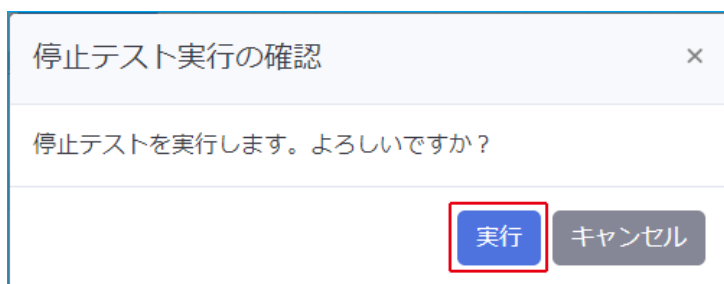 停止テスト実行の確認 ×
停止テストを実行します。よろしいですか？
実行 キャンセル